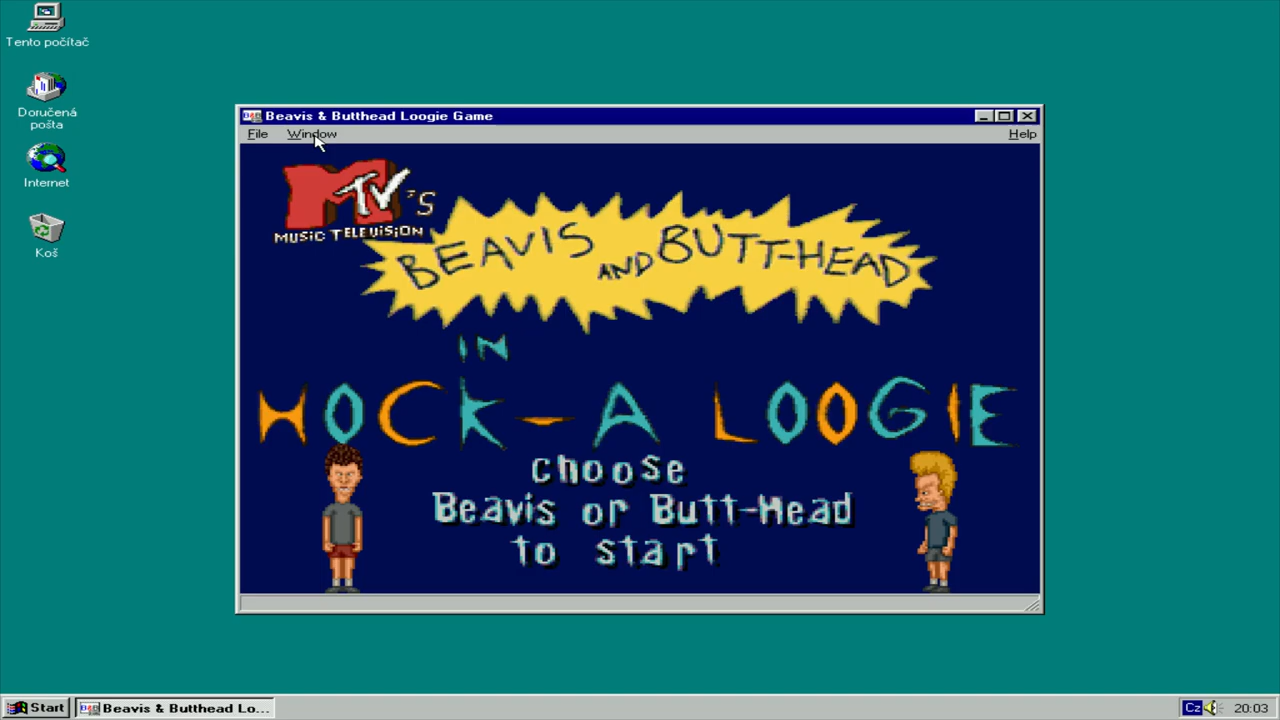 Tento počítač
Doručená
pošta
Internet
Koš
Beavis & Butthead Loogie Game
File Window Help
MTV's
MUSIC TELEVISION
BEAVIS AND BUTT-HEAD
IN
HOCK-A LOOGIE
choose
Beavis or Butt-Head
to start
Start Beavis & Butthead Lo... Cz 20:03